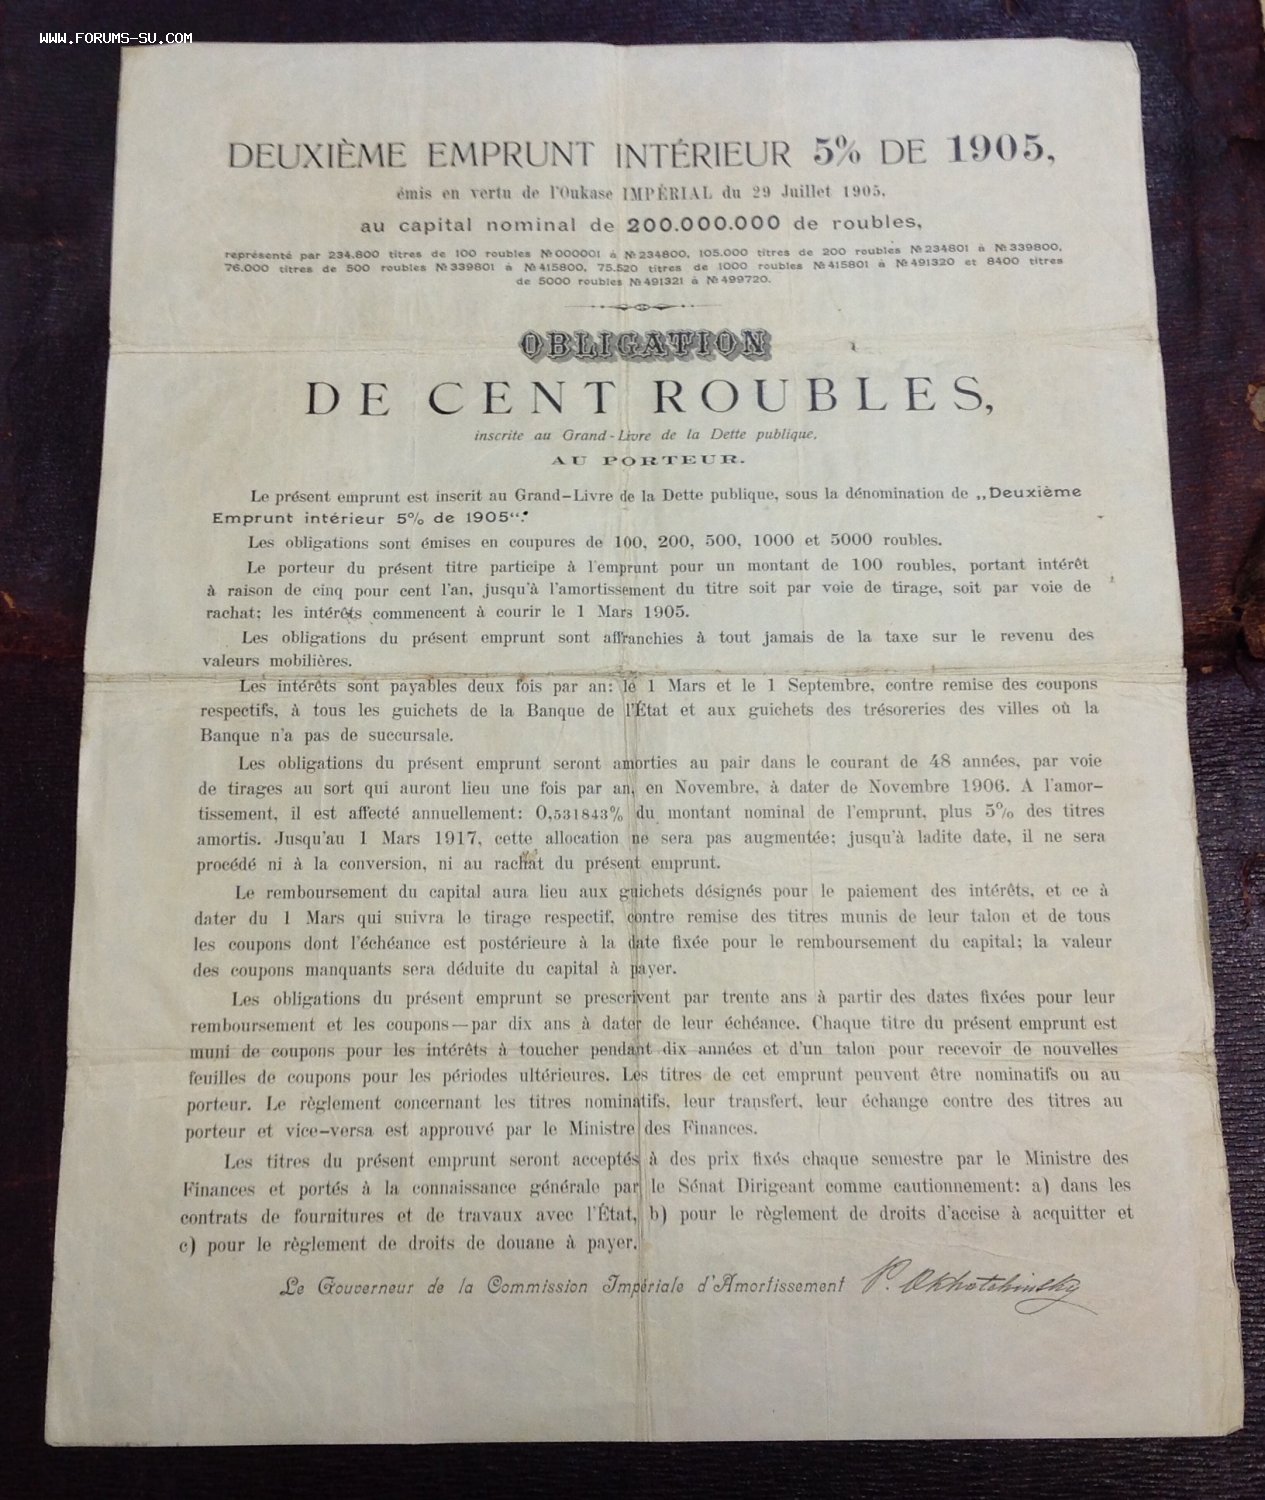 WWW.FORUMS-SU.COM
DEUXIÈME EMPRUNT INTÉRIEUR 5% DE 1905,
émis en vertu de l'Oukase IMPÉRIAL du 29 Juillet 1905,
au capital nominal de 200.000.000 de roubles,
représenté par 234.800 titres de 100 roubles №000001 à №234800, 105.000 titres de 200 roubles №234801 à №339800,
76.000 titres de 500 roubles №339801 à №415800, 75.520 titres de 1000 roubles №415801 à №491320 et 8400 titres
de 5000 roubles №491321 à №499720.
OBLIGATION
DE CENT ROUBLES,
inscrite au Grand-Livre de la Dette publique,
AU PORTEUR.
Le présent emprunt est inscrit au Grand-Livre de la Dette publique, sous la dénomination de „Deuxième
Emprunt intérieur 5% de 1905“.
Les obligations sont émises en coupures de 100, 200, 500, 1000 et 5000 roubles.
Le porteur du présent titre participe à l'emprunt pour un montant de 100 roubles, portant intérêt
à raison de cinq pour cent l'an, jusqu'à l'amortissement du titre soit par voie de tirage, soit par voie de
rachat; les intérêts commencent à courir le 1 Mars 1905.
Les obligations du présent emprunt sont affranchies à tout jamais de la taxe sur le revenu des
valeurs mobilières.
Les intérêts sont payables deux fois par an: le 1 Mars et le 1 Septembre, contre remise des coupons
respectifs, à tous les guichets de la Banque de l'État et aux guichets des trésoreries des villes où la
Banque n'a pas de succursale.
Les obligations du présent emprunt seront amorties au pair dans le courant de 48 années, par voie
de tirages au sort qui auront lieu une fois par an, en Novembre, à dater de Novembre 1906. A l'amor-
tissement, il est affecté annuellement: 0,531843% du montant nominal de l'emprunt, plus 5% des titres
amortis. Jusqu'au 1 Mars 1917, cette allocation ne sera pas augmentée; jusqu'à ladite date, il ne sera
procédé ni à la conversion, ni au rachat du présent emprunt.
Le remboursement du capital aura lieu aux guichets désignés pour le paiement des intérêts, et ce à
dater du 1 Mars qui suivra le tirage respectif, contre remise des titres munis de leur talon et de tous
les coupons dont l'échéance est postérieure à la date fixée pour le remboursement du capital; la valeur
des coupons manquants sera déduite du capital à payer.
Les obligations du présent emprunt se prescrivent par trente ans à partir des dates fixées pour leur
remboursement et les coupons—par dix ans à dater de leur échéance. Chaque titre du présent emprunt est
muni de coupons pour les intérêts à toucher pendant dix années et d'un talon pour recevoir de nouvelles
feuilles de coupons pour les périodes ultérieures. Les titres de cet emprunt peuvent être nominatifs ou au
porteur. Le règlement concernant les titres nominatifs, leur transfert, leur échange contre des titres au
porteur et vice-versa est approuvé par le Ministre des Finances.
Les titres du présent emprunt seront acceptés à des prix fixés chaque semestre par le Ministre des
Finances et portés à la connaissance générale par le Sénat Dirigeant comme cautionnement: a) dans les
contrats de fournitures et de travaux avec l'État, b) pour le règlement de droits d'accise à acquitter et
c) pour le règlement de droits de douane à payer.
Le Gouverneur de la Commission Impériale d'Amortissement P. Okhotchinsky